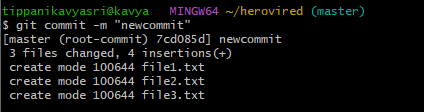 tippanikavyasri@kavya MINGW64 ~/herovired (master)
$ git commit -m "newcommit"
[master (root-commit) 7cd085d] newcommit
3 files changed, 4 insertions(+)
create mode 100644 file1.txt
create mode 100644 file2.txt
create mode 100644 file3.txt